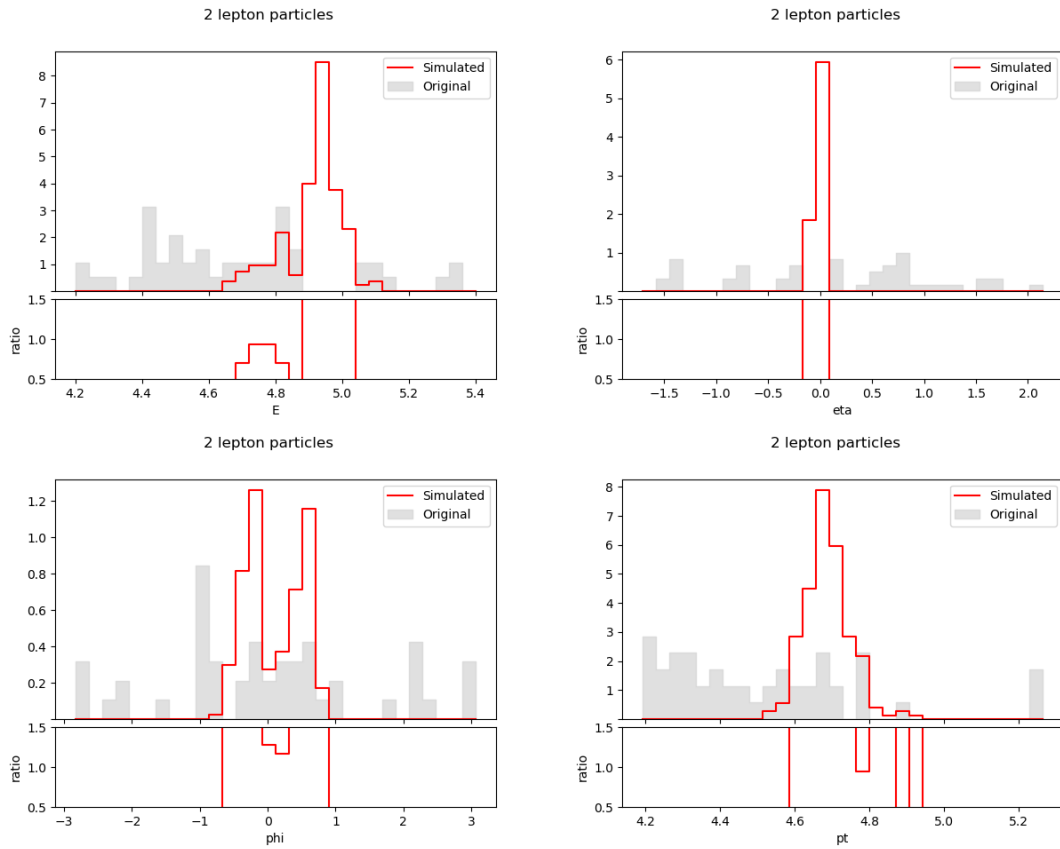 2 lepton particles
8
7
6
5
4
3
2
1
Simulated
Original
1.5
1.0
0.5
ratio
4.2 4.4 4.6 4.8 5.0 5.2 5.4
E
2 lepton particles
6
5
4
3
2
1
Simulated
Original
1.5
1.0
0.5
ratio
−1.5 −1.0 −0.5 0.0 0.5 1.0 1.5 2.0
eta
2 lepton particles
1.2
1.0
0.8
0.6
0.4
0.2
Simulated
Original
1.5
1.0
0.5
ratio
−3 −2 −1 0 1 2 3
phi
2 lepton particles
8
7
6
5
4
3
2
1
Simulated
Original
1.5
1.0
0.5
ratio
4.2 4.4 4.6 4.8 5.0 5.2
pt